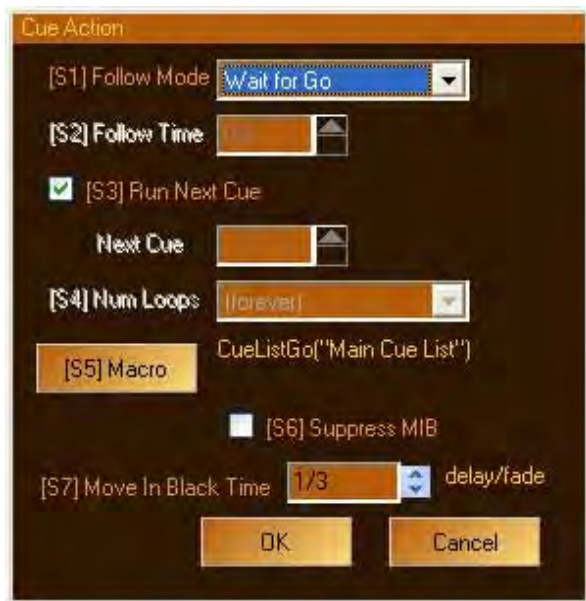 Cue Action
[S1] Follow Mode Wait for Go
[S2] Follow Time
[S3] Run Next Cue
Next Cue
[S4] Num Loops (forever)
[S5] Macro CueListGo("Main Cue List")
[S6] Suppress MIB
[S7] Move In Black Time 1/3 delay/fade
OK Cancel